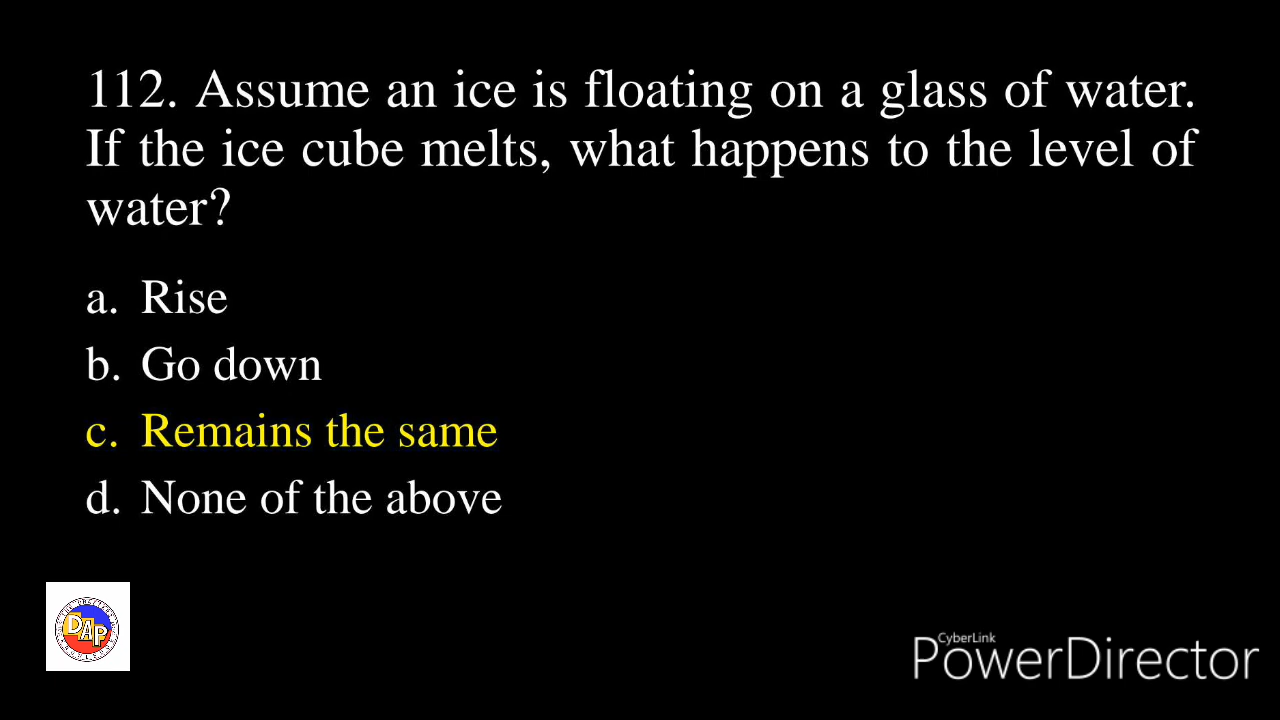 112. Assume an ice is floating on a glass of water.
If the ice cube melts, what happens to the level of
water?
a. Rise
b. Go down
c. Remains the same
d. None of the above
DAP
CyberLink
PowerDirector